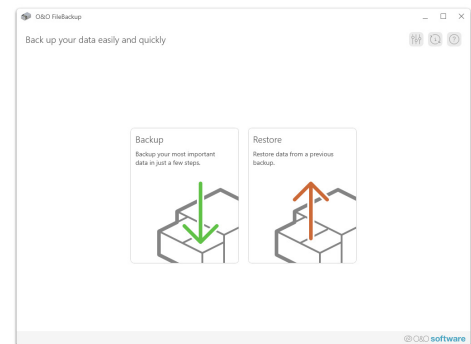 O&O FileBackup
Back up your data easily and quickly
Backup
Backup your most important
data in just a few steps.
Restore
Restore data from a previous
backup.
O&O software